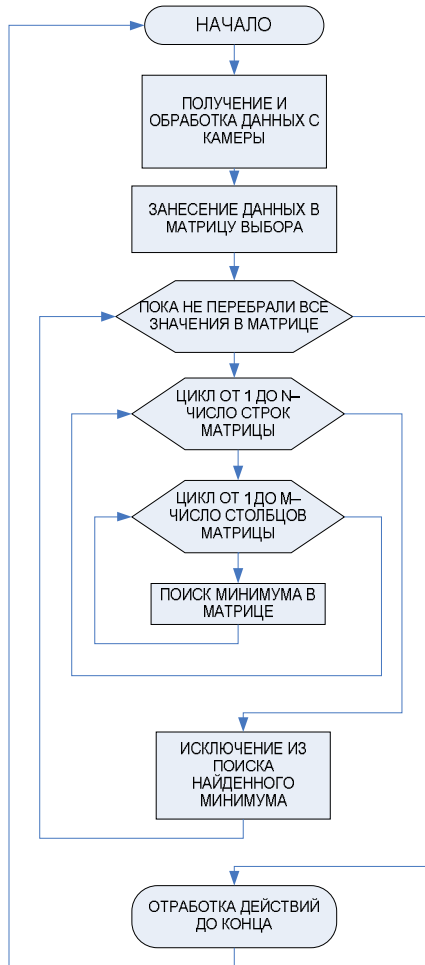 НАЧАЛО
ПОЛУЧЕНИЕ И
ОБРАБОТКА ДАННЫХ С
КАМЕРЫ
ЗАНЕСЕНИЕ ДАННЫХ В
МАТРИЦУ ВЫБОРА
ПОКА НЕ ПЕРЕБРАЛИ ВСЕ
ЗНАЧЕНИЯ В МАТРИЦЕ
ЦИКЛ ОТ 1 ДО N–
ЧИСЛО СТРОК
МАТРИЦЫ
ЦИКЛ ОТ 1 ДО M–
ЧИСЛО СТОЛБЦОВ
МАТРИЦЫ
ПОИСК МИНИМУМА В
МАТРИЦЕ
ИСКЛЮЧЕНИЕ ИЗ
ПОИСКА
НАЙДЕННОГО
МИНИМУМА
ОТРАБОТКА ДЕЙСТВИЙ
ДО КОНЦА